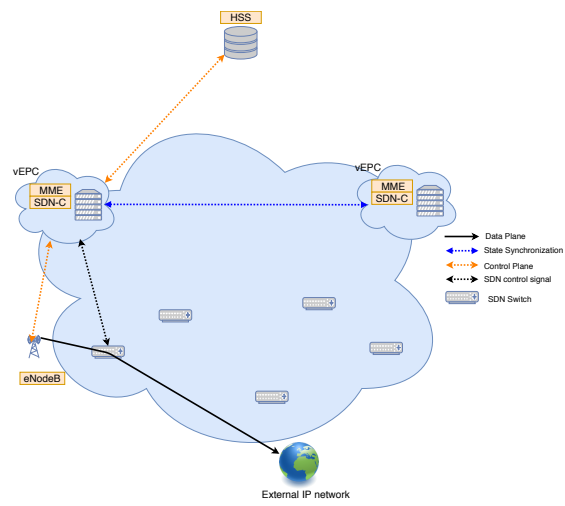 HSS
vEPC
MME
SDN-C
vEPC
MME
SDN-C
Data Plane
State Synchronization
Control Plane
SDN control signal
SDN Switch
eNodeB
External IP network